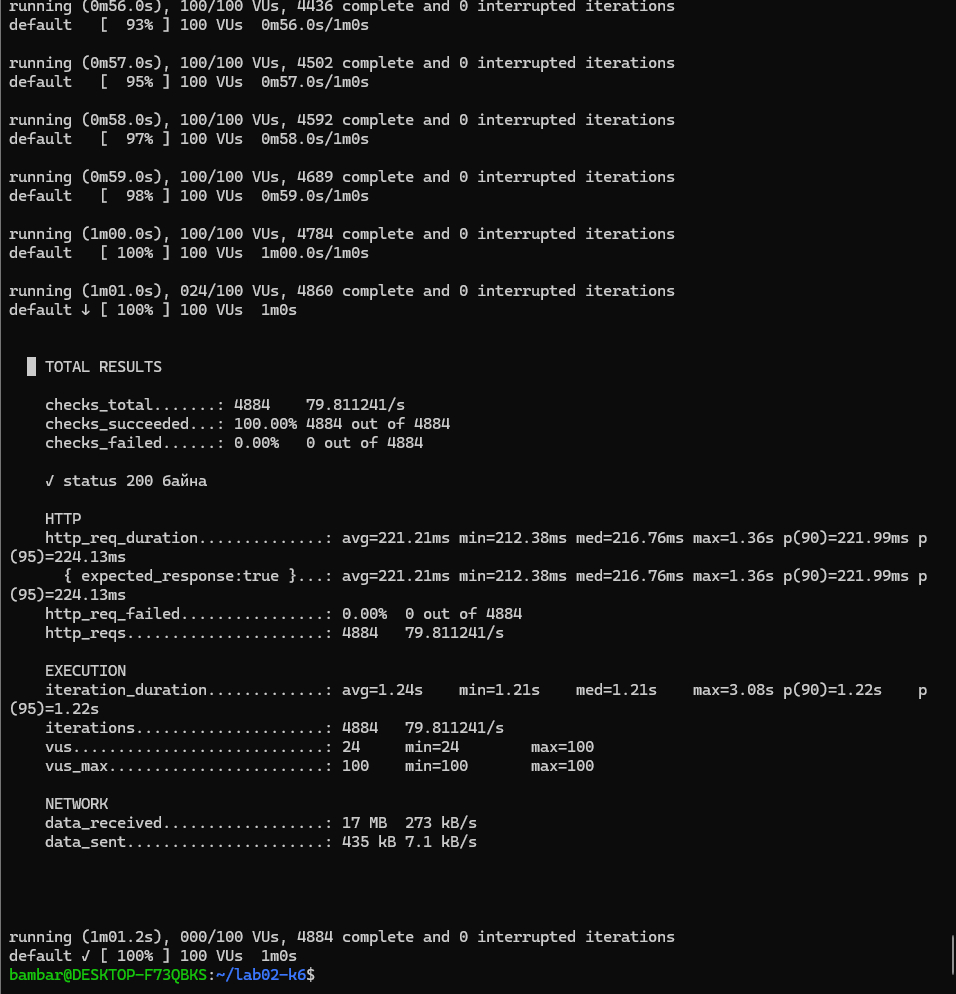 running (0m56.0s), 100/100 VUs, 4436 complete and 0 interrupted iterations
default   [  93% ] 100 VUs  0m56.0s/1m0s
running (0m57.0s), 100/100 VUs, 4502 complete and 0 interrupted iterations
default   [  95% ] 100 VUs  0m57.0s/1m0s
running (0m58.0s), 100/100 VUs, 4592 complete and 0 interrupted iterations
default   [  97% ] 100 VUs  0m58.0s/1m0s
running (0m59.0s), 100/100 VUs, 4689 complete and 0 interrupted iterations
default   [  98% ] 100 VUs  0m59.0s/1m0s
running (1m00.0s), 100/100 VUs, 4784 complete and 0 interrupted iterations
default   [ 100% ] 100 VUs  1m00.0s/1m0s
running (1m01.0s), 024/100 VUs, 4860 complete and 0 interrupted iterations
default ↓ [ 100% ] 100 VUs  1m0s
█ TOTAL RESULTS
checks_total.......: 4884    79.811241/s
checks_succeeded...: 100.00% 4884 out of 4884
checks_failed......: 0.00%   0 out of 4884
✓ status 200 байна
HTTP
http_req_duration..............: avg=221.21ms min=212.38ms med=216.76ms max=1.36s p(90)=221.99ms p
(95)=224.13ms
{ expected_response:true }...: avg=221.21ms min=212.38ms med=216.76ms max=1.36s p(90)=221.99ms p
(95)=224.13ms
http_req_failed................: 0.00%  0 out of 4884
http_reqs......................: 4884   79.811241/s
EXECUTION
iteration_duration.............: avg=1.24s    min=1.21s    med=1.21s    max=3.08s p(90)=1.22s    p
(95)=1.22s
iterations.....................: 4884   79.811241/s
vus............................: 24     min=24        max=100
vus_max........................: 100    min=100       max=100
NETWORK
data_received..................: 17 MB  273 kB/s
data_sent......................: 435 kB 7.1 kB/s
running (1m01.2s), 000/100 VUs, 4884 complete and 0 interrupted iterations
default ✓ [ 100% ] 100 VUs  1m0s
bambar@DESKTOP-F73QBKS:~/lab02-k6$